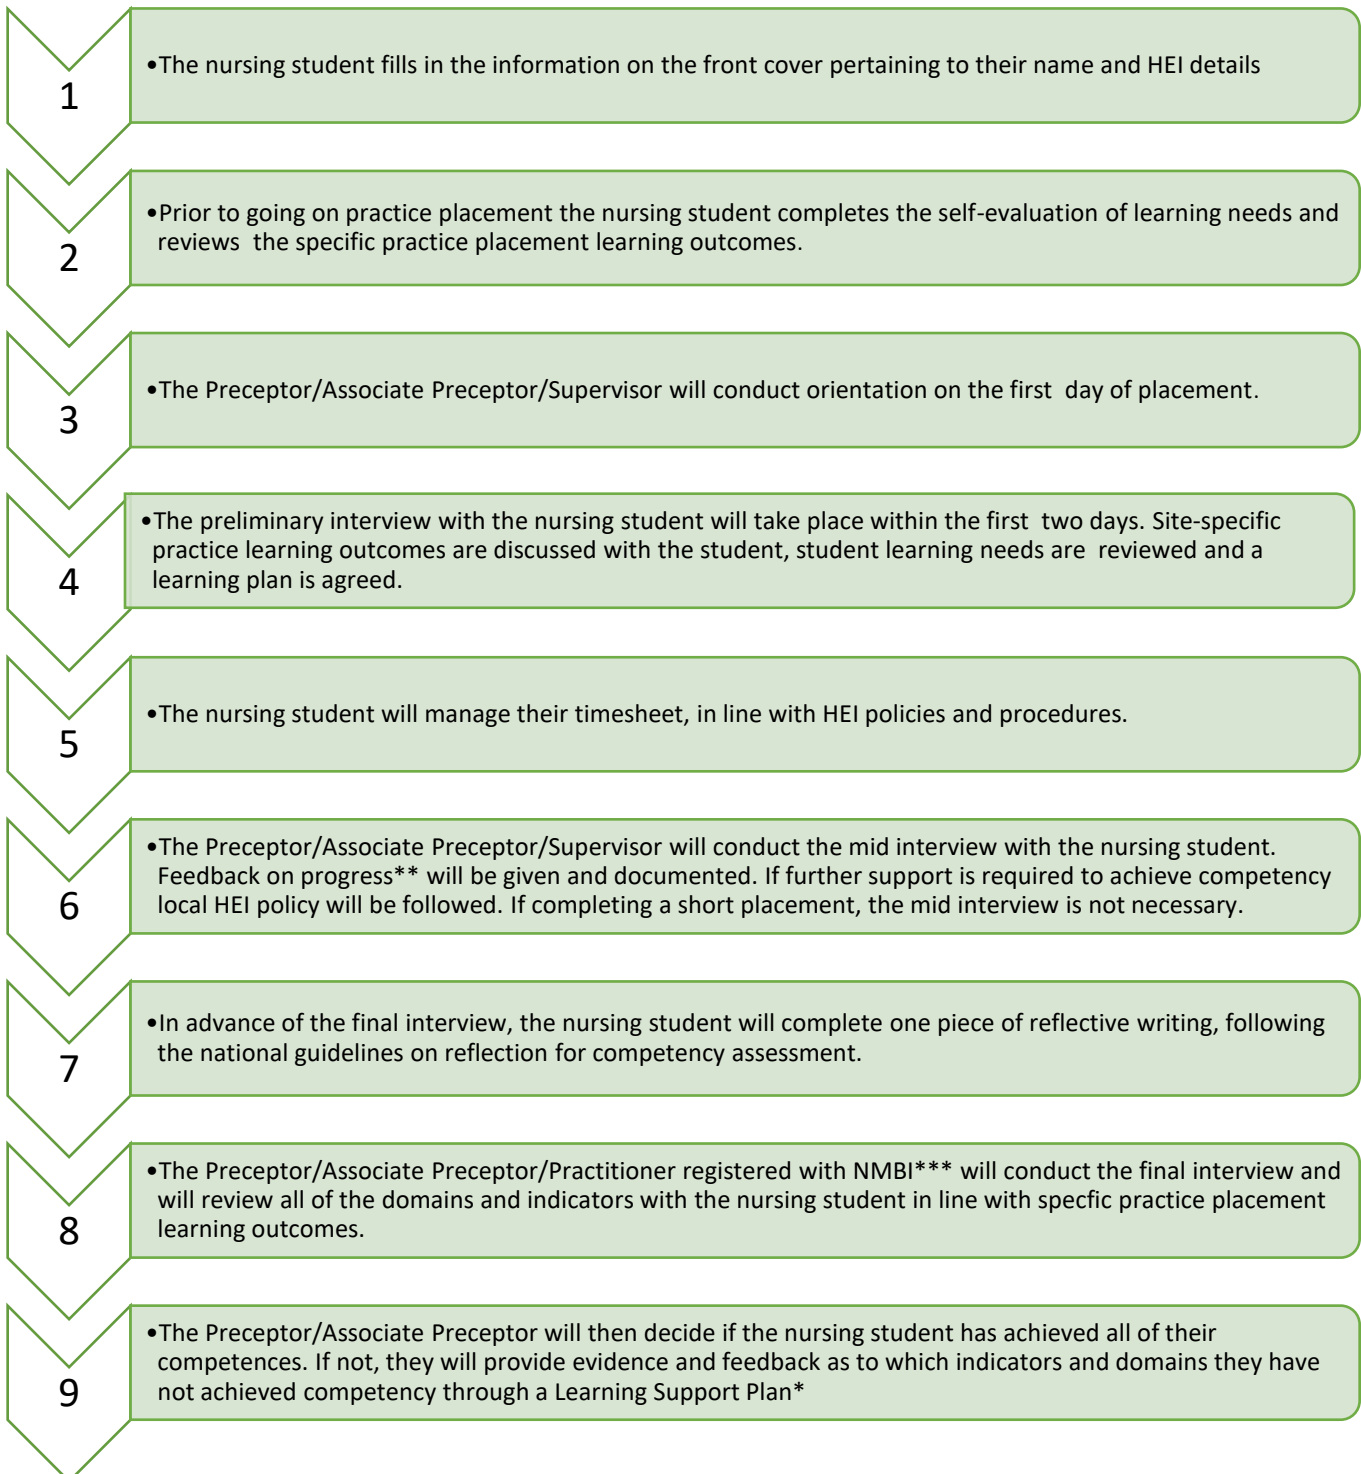 1
•The nursing student fills in the information on the front cover pertaining to their name and HEI details
2
•Prior to going on practice placement the nursing student completes the self-evaluation of learning needs and
reviews the specific practice placement learning outcomes.
3
•The Preceptor/Associate Preceptor/Supervisor will conduct orientation on the first day of placement.
4
•The preliminary interview with the nursing student will take place within the first two days. Site-specific
practice learning outcomes are discussed with the student, student learning needs are reviewed and a
learning plan is agreed.
5
•The nursing student will manage their timesheet, in line with HEI policies and procedures.
6
•The Preceptor/Associate Preceptor/Supervisor will conduct the mid interview with the nursing student.
Feedback on progress** will be given and documented. If further support is required to achieve competency
local HEI policy will be followed. If completing a short placement, the mid interview is not necessary.
7
•In advance of the final interview, the nursing student will complete one piece of reflective writing, following
the national guidelines on reflection for competency assessment.
8
•The Preceptor/Associate Preceptor/Practitioner registered with NMBI*** will conduct the final interview and
will review all of the domains and indicators with the nursing student in line with specfic practice placement
learning outcomes.
9
•The Preceptor/Associate Preceptor will then decide if the nursing student has achieved all of their
competences. If not, they will provide evidence and feedback as to which indicators and domains they have
not achieved competency through a Learning Support Plan*